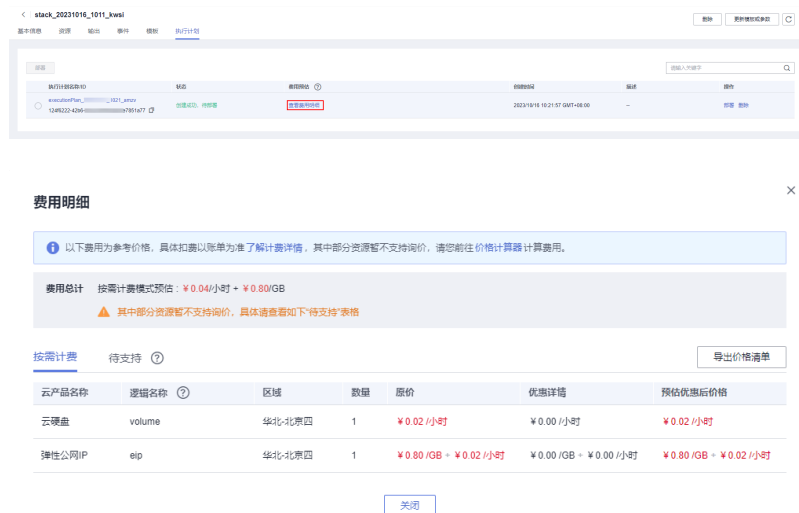 stack_20231016_1011_kwsi
删除 更新模板或参数
基本信息 资源 输出 事件 模板 执行计划
部署
请输入关键字
执行计划名称/ID 状态 费用预估 创建时间 描述 操作
executionPlan_ _1021_
创建成功，待部署 查看费用明细 2023/10/16 10:21:57 GMT+08:00 -- 部署 删除
124f6222-42b6- e7851a77
费用明细
以下费用为参考价格，具体扣费以账单为准了解计费详情，其中部分资源暂不支持询价，请您前往价格计算器计算费用。
费用总计 按需计费模式预估：¥0.04/小时 + ¥0.80/GB
其中部分资源暂不支持询价，具体请查看如下“待支持”表格
按需计费 待支持 导出价格清单
云产品名称 逻辑名称 区域 数量 原价 优惠详情 预估优惠后价格
云硬盘 volume 华北-北京四 1 ¥0.02 /小时 ¥0.00 /小时 ¥0.02 /小时
弹性公网IP eip 华北-北京四 1 ¥0.80 /GB + ¥0.02 /小时 ¥0.00 /GB + ¥0.00 /小时 ¥0.80 /GB + ¥0.02 /小时
关闭